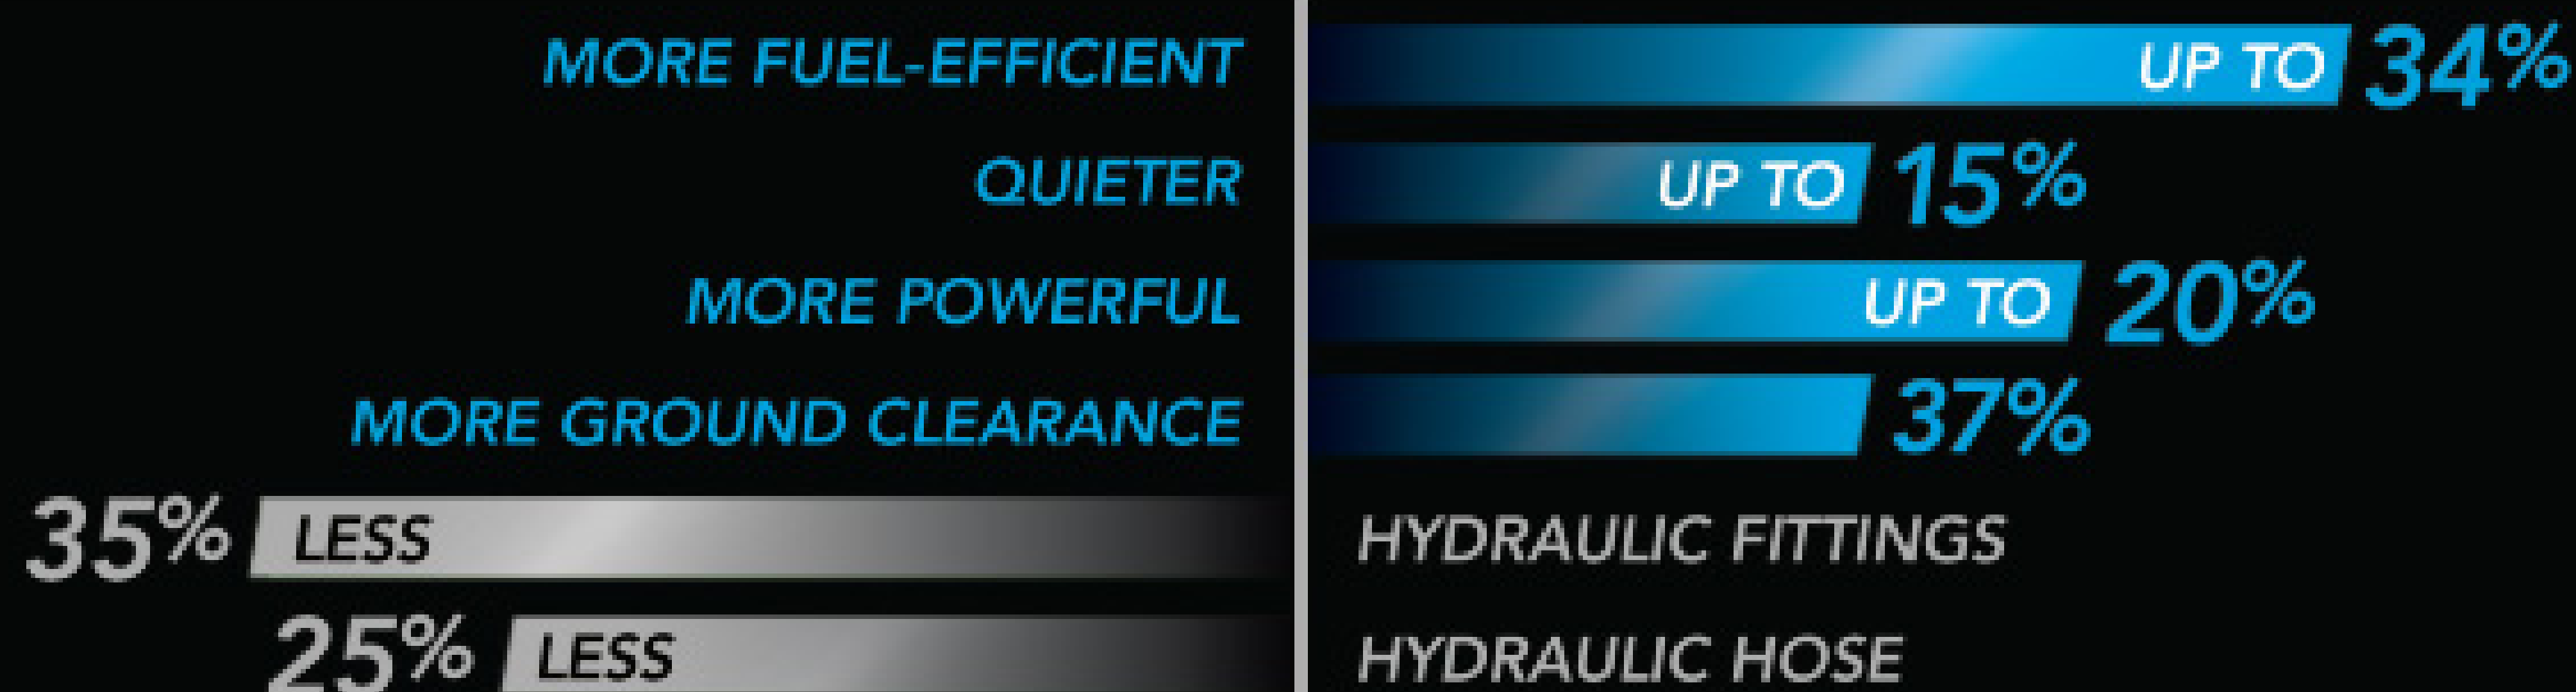 MORE FUEL-EFFICIENT UP TO 34%
QUIETER UP TO 15%
MORE POWERFUL UP TO 20%
MORE GROUND CLEARANCE 37%
35% LESS HYDRAULIC FITTINGS
25% LESS HYDRAULIC HOSE